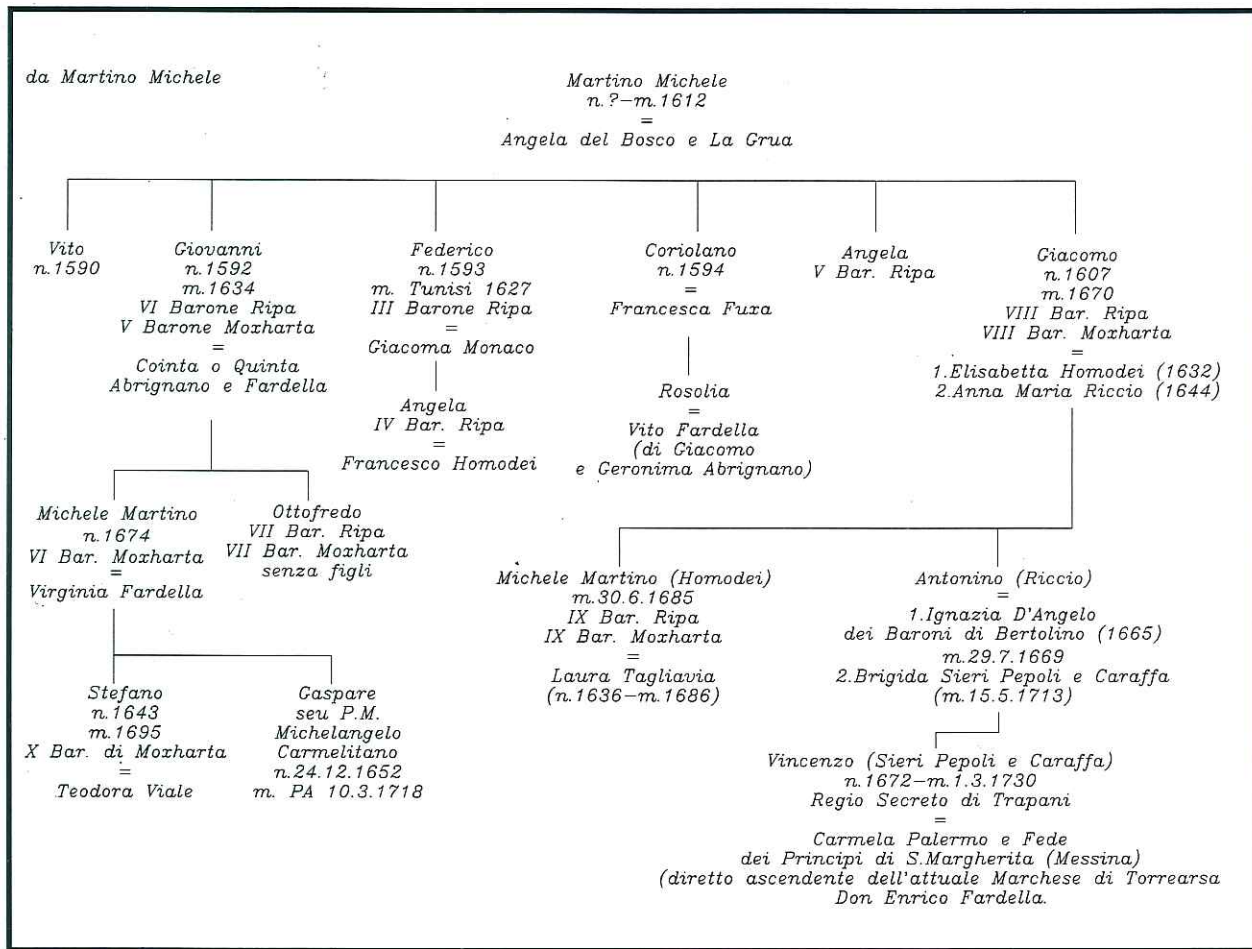 da Martino Michele
Martino Michele
n.?-m.1612
=
Angela del Bosco e La Grua
Vito
n.1590
Giovanni
n.1592
m.1634
VI Barone Ripa
V Barone Moxharta
=
Cointa o Quinta
Abrignano e Fardella
Federico
n.1593
m. Tunisi 1627
III Barone Ripa
=
Giacoma Monaco
Angela
IV Bar. Ripa
=
Francesco Homodei
Coriolano
n.1594
=
Francesca Fuxa
Rosolia
=
Vito Fardella
(di Giacomo
e Geronima Abrignano)
Angela
V Bar. Ripa
Giacomo
n.1607
m.1670
VIII Bar. Ripa
VIII Bar. Moxharta
=
1.Elisabetta Homodei (1632)
2.Anna Maria Riccio (1644)
Michele Martino
n.1674
VI Bar. Moxharta
=
Virginia Fardella
Ottofredo
VII Bar. Ripa
VII Bar. Moxharta
senza figli
Michele Martino (Homodei)
m.30.6.1685
IX Bar. Ripa
IX Bar. Moxharta
=
Laura Tagliavia
(n.1636-m.1686)
Antonino (Riccio)
=
1.Ignazia D'Angelo
dei Baroni di Bertolino (1665)
m.29.7.1669
2.Brigida Sieri Pepoli e Caraffa
(m.15.5.1713)
Stefano
n.1643
m.1695
X Bar. di Moxharta
=
Teodora Viale
Gaspare
seu P.M.
Michelangelo
Carmelitano
n.24.12.1652
m. PA 10.3.1718
Vincenzo (Sieri Pepoli e Caraffa)
n.1672-m.1.3.1730
Regio Secreto di Trapani
=
Carmela Palermo e Fede
dei Principi di S.Margherita (Messina)
(diretto ascendente dell'attuale Marchese di Torrearsa
Don Enrico Fardella.